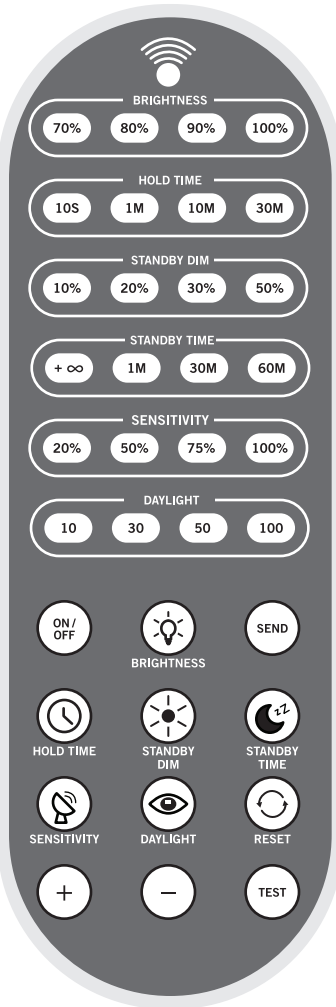 BRIGHTNESS
70% 80% 90% 100%
HOLD TIME
10S 1M 10M 30M
STANDBY DIM
10% 20% 30% 50%
STANDBY TIME
+ ∞ 1M 30M 60M
SENSITIVITY
20% 50% 75% 100%
DAYLIGHT
10 30 50 100
ON /
OFF
SEND
BRIGHTNESS
HOLD TIME
STANDBY
DIM
zZ
STANDBY
TIME
SENSITIVITY
DAYLIGHT
RESET
+ − TEST